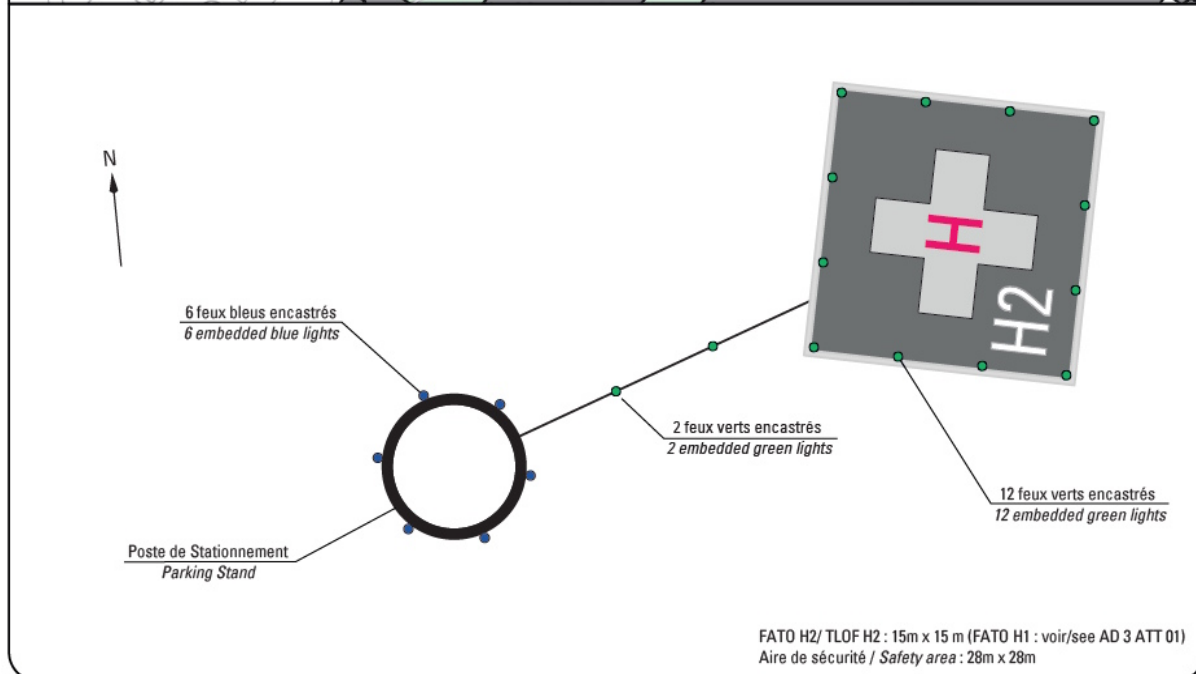 N
H
H2
6 feux bleus encastrés
6 embedded blue lights
2 feux verts encastrés
2 embedded green lights
12 feux verts encastrés
12 embedded green lights
Poste de Stationnement
Parking Stand
FATO H2/ TLOF H2 : 15m x 15 m (FATO H1 : voir/see AD 3 ATT 01)
Aire de sécurité / Safety area : 28m x 28m